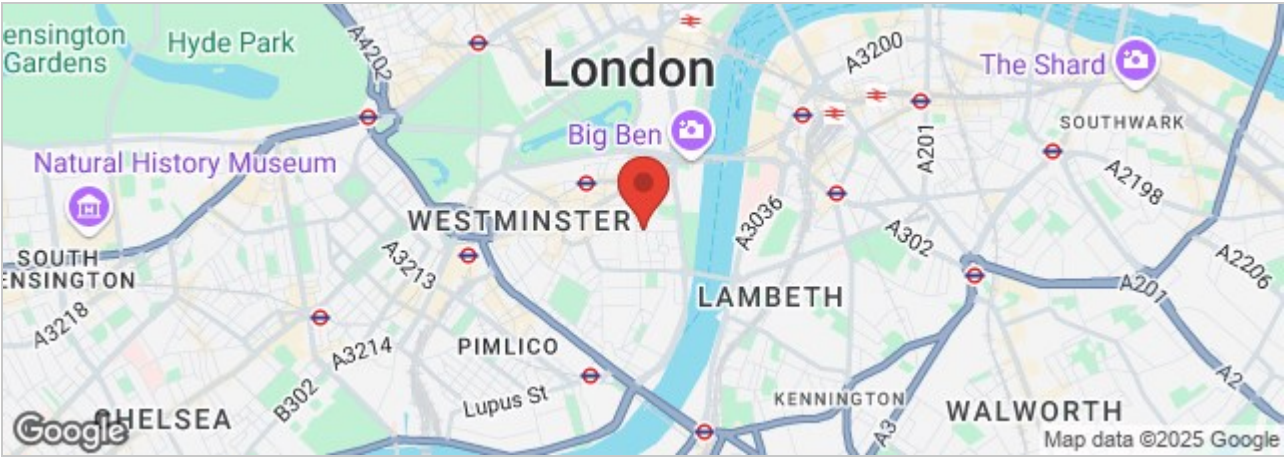 ensington
Gardens
Hyde Park
A4202
London
A3200
The Shard
Big Ben
A201
SOUTHWARK
Natural History Museum
A2198
WESTMINSTER
A3036
A302
SOUTH
ENSINGTON
A3213
A2206
LAMBETH
A201
A3218
A3214
PIMLICO
B302
Lupus St
KENNINGTON
A2
CHELSEA
WALWORTH
A3
Google
Map data ©2025 Google